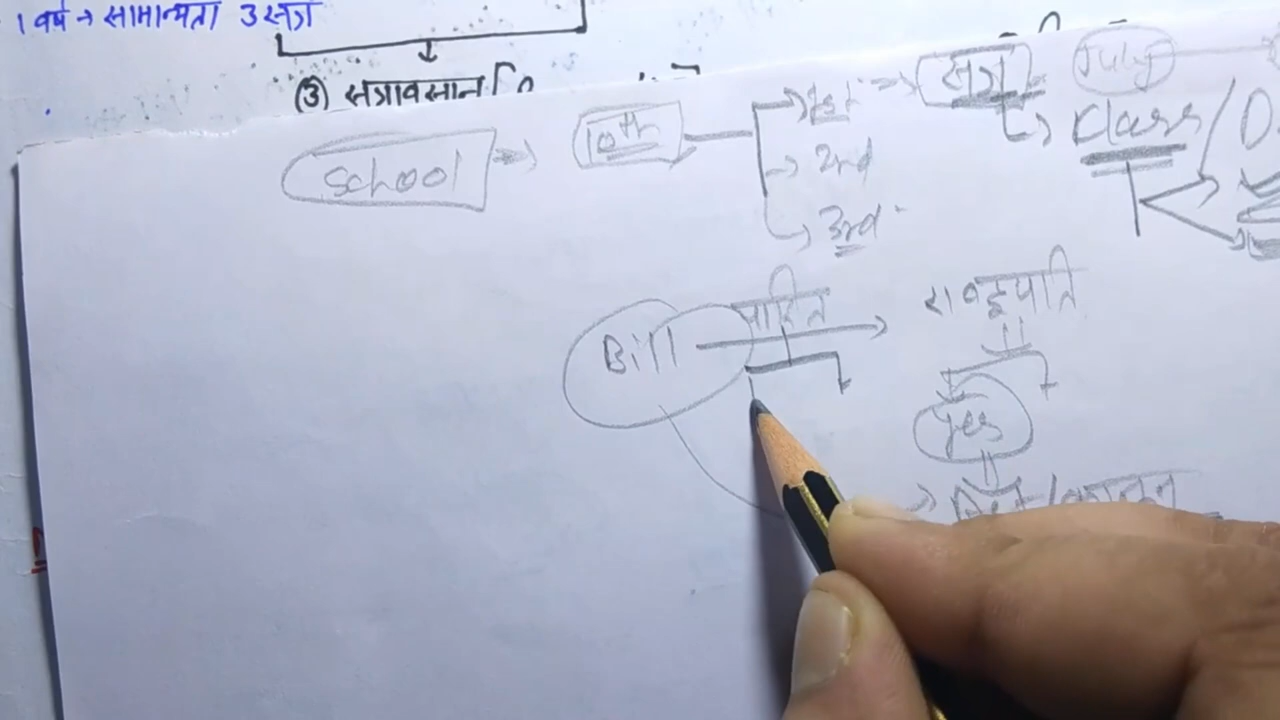 1 वर्ष → सामान्यता 3 सत्र
(3) सत्रावसान
School → 10th → 1st → सत्र July
→ 2nd
→ 3rd
Class / D
Bill पारित → राष्ट्रपति
yes